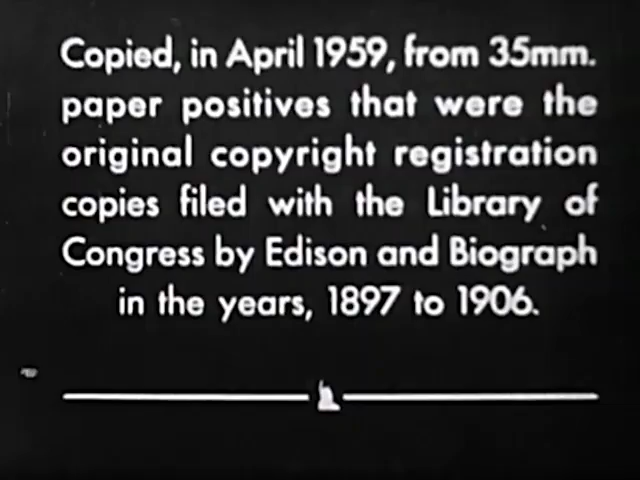 Copied, in April 1959, from 35mm.
paper positives that were the
original copyright registration
copies filed with the Library of
Congress by Edison and Biograph
in the years, 1897 to 1906.